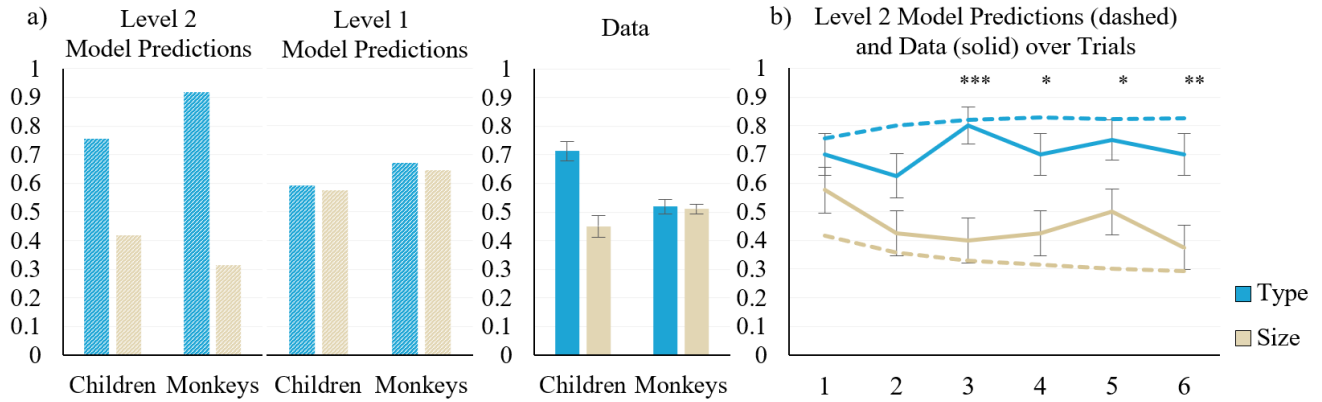 a)
Level 2
Model Predictions
1
0.9
0.8
0.7
0.6
0.5
0.4
0.3
0.2
0.1
0
Children Monkeys
Level 1
Model Predictions
Children Monkeys
Data
1
0.9
0.8
0.7
0.6
0.5
0.4
0.3
0.2
0.1
0
Children Monkeys
b)
Level 2 Model Predictions (dashed)
and Data (solid) over Trials
1
0.9
0.8
0.7
0.6
0.5
0.4
0.3
0.2
0.1
0
*** * * **
1 2 3 4 5 6
Type
Size